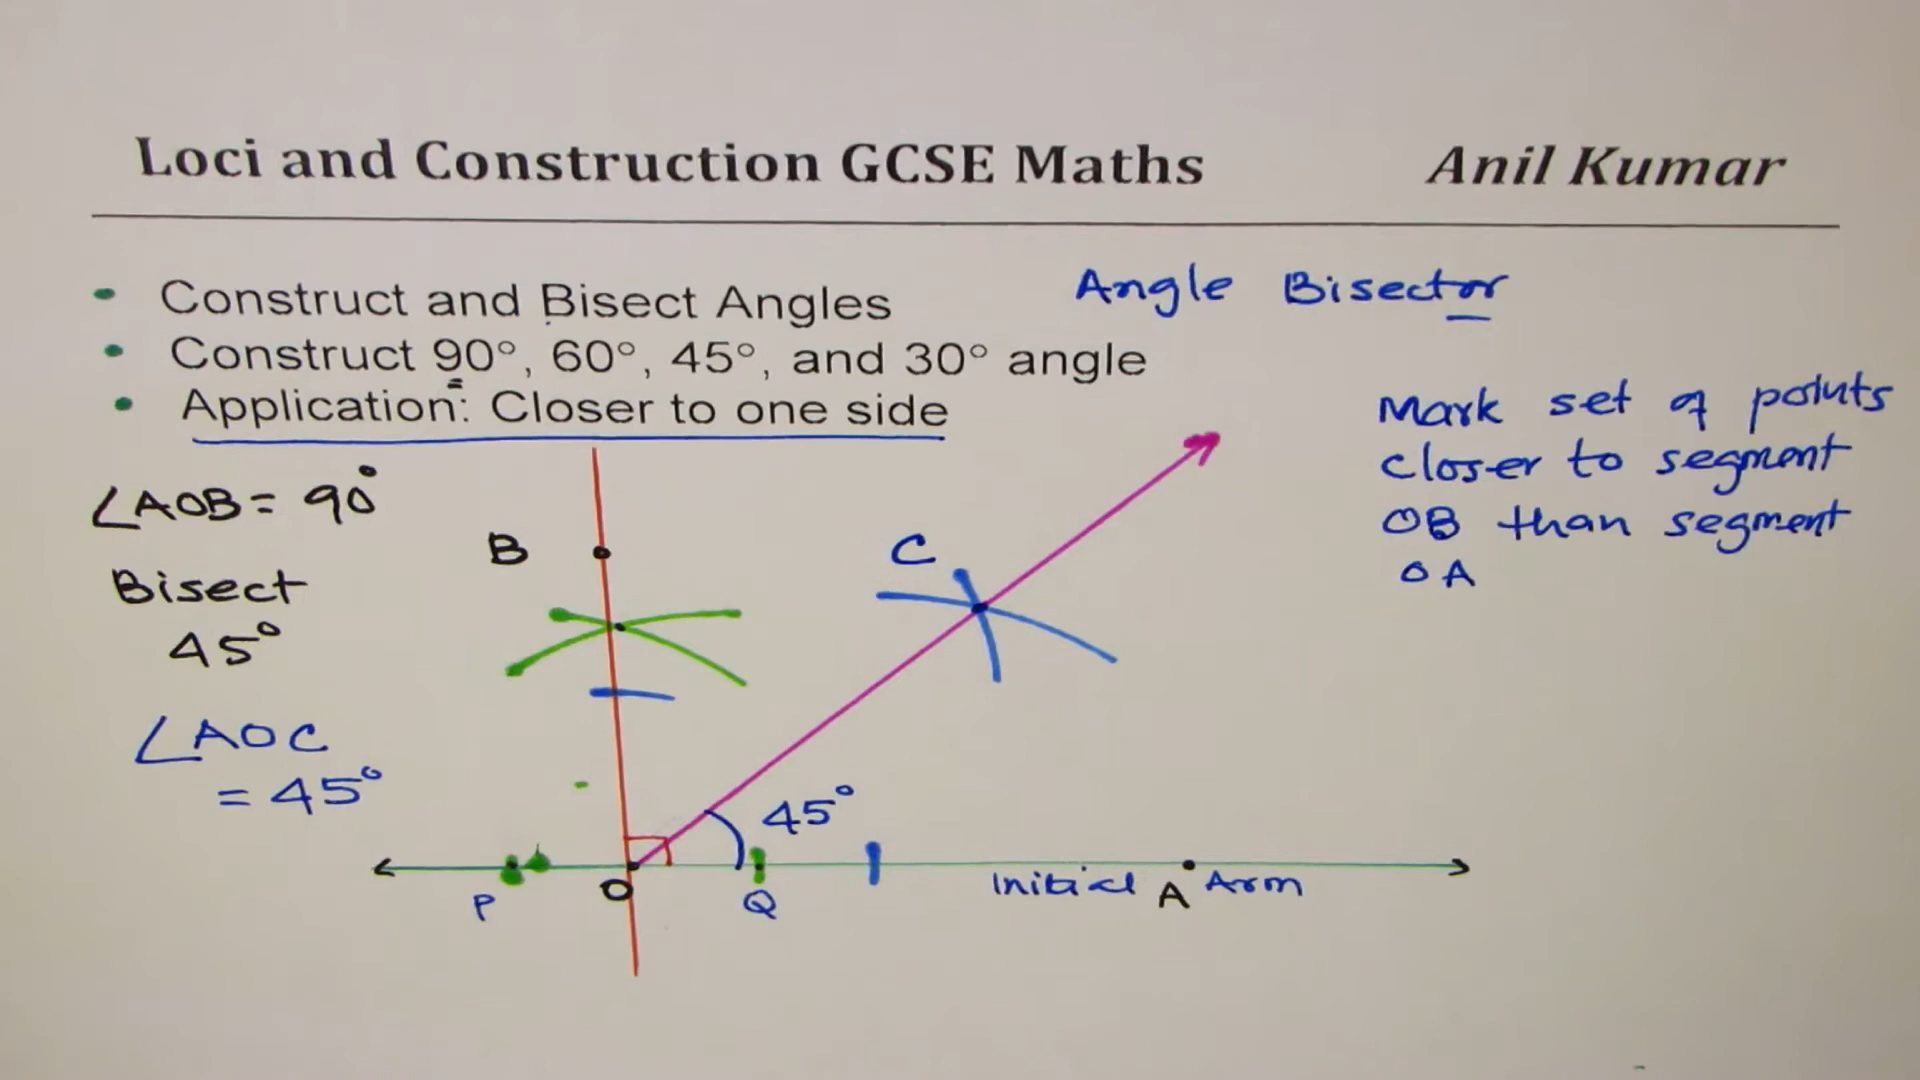 Loci and Construction GCSE Maths Anil Kumar
• Construct and Bisect Angles
• Construct 90°, 60°, 45°, and 30° angle
• Application: Closer to one side
Angle Bisector
Mark set of points
closer to segment
OB than segment
OA
∠AOB = 90°
Bisect
45°
∠AOC
= 45°
B
C
45°
P
O
Q
Initial A Arm